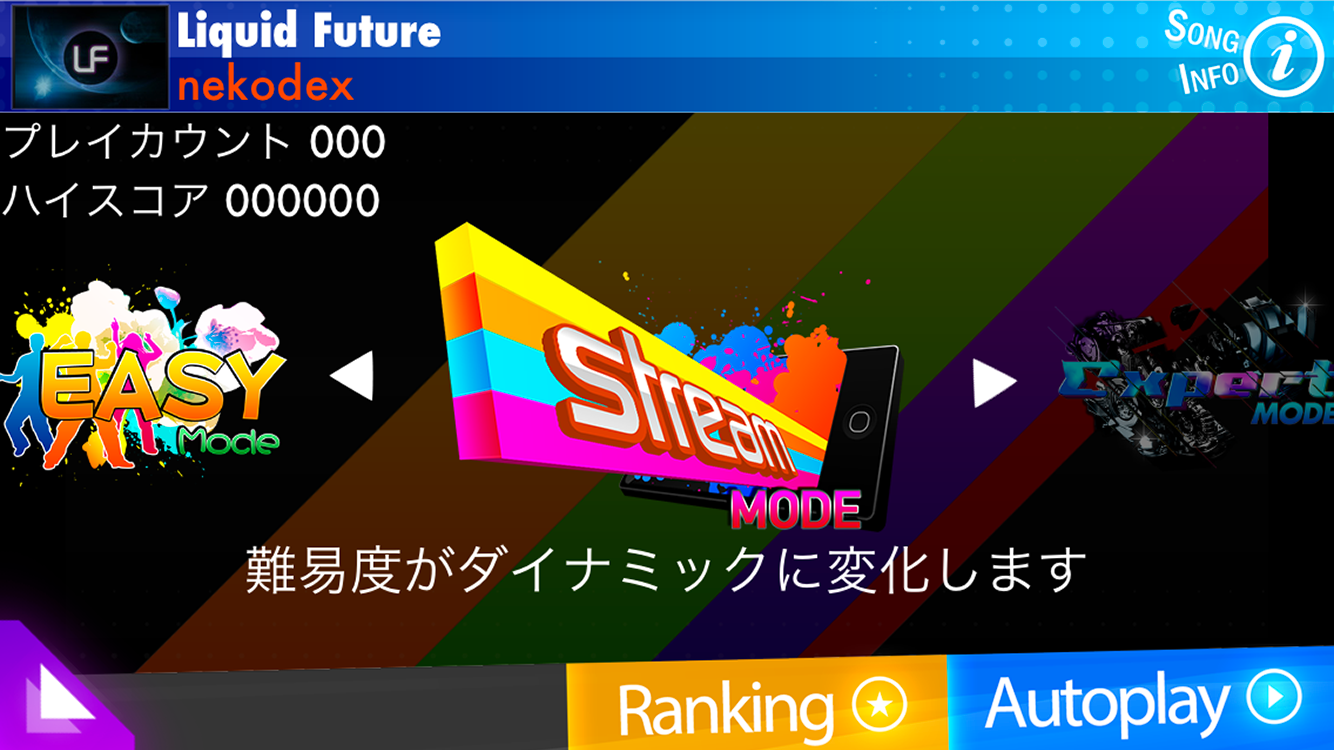 LF
Liquid Future
nekodex
SONG
INFO
i
プレイカウント 000
ハイスコア 000000
EASY
Mode
Stream
MODE
Expert
MODE
難易度がダイナミックに変化します
Ranking
Autoplay